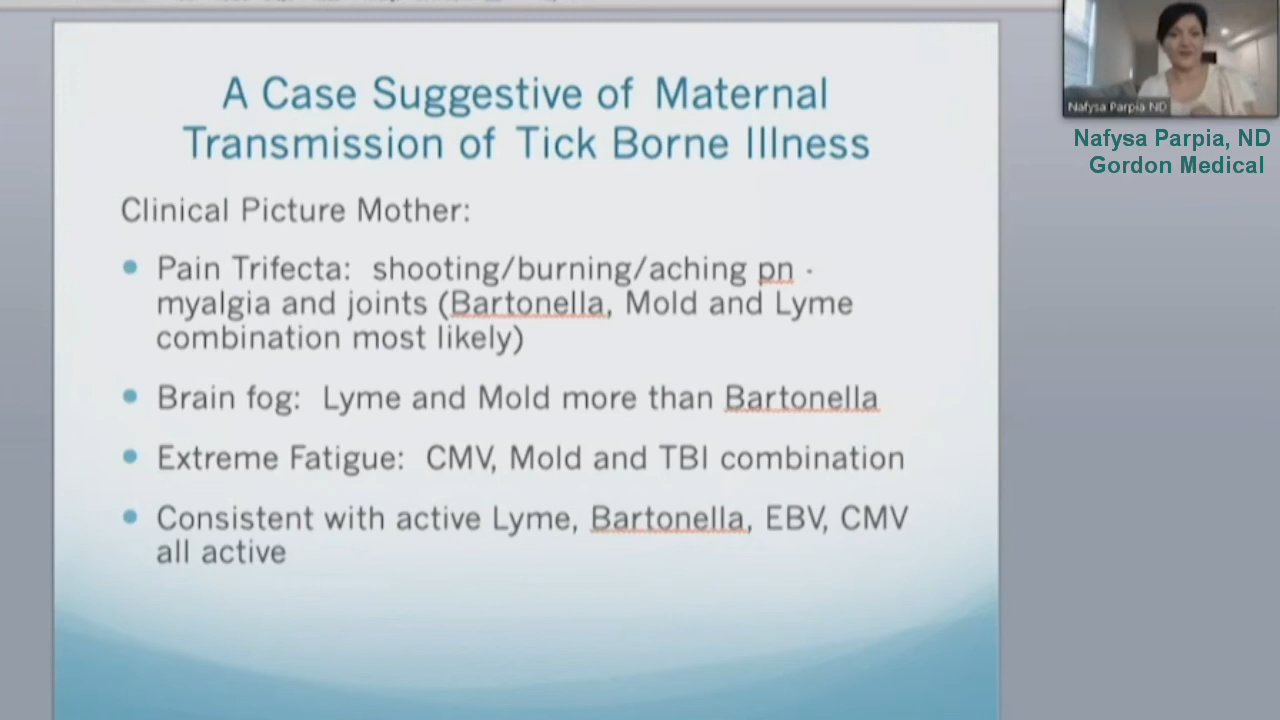 A Case Suggestive of Maternal
Transmission of Tick Borne Illness
Clinical Picture Mother:
Pain Trifecta: shooting/burning/aching pn -
myalgia and joints (Bartonella, Mold and Lyme
combination most likely)
Brain fog: Lyme and Mold more than Bartonella
Extreme Fatigue: CMV, Mold and TBI combination
Consistent with active Lyme, Bartonella, EBV, CMV
all active
Nafysa Parpia ND
Nafysa Parpia, ND
Gordon Medical